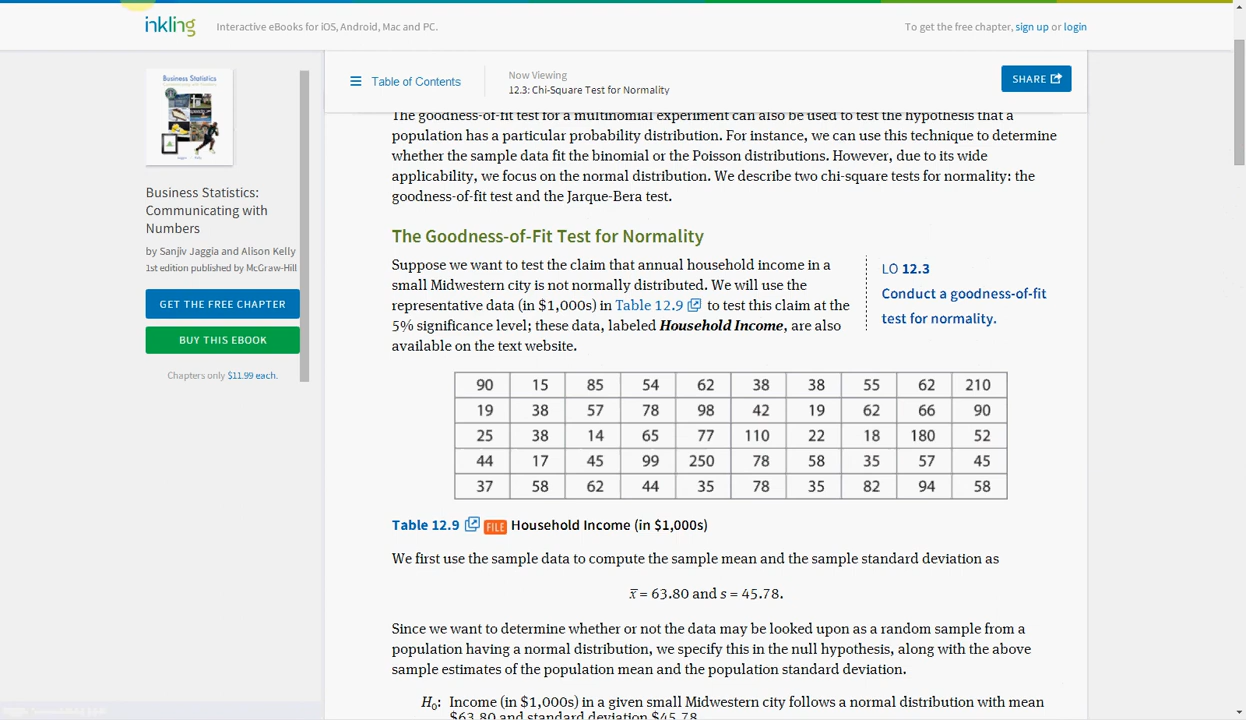 inkling Interactive eBooks for iOS, Android, Mac and PC. To get the free chapter, sign up or login
Business Statistics
Communicating with Numbers
Jaggia Kelly
Business Statistics:
Communicating with
Numbers
by Sanjiv Jaggia and Alison Kelly
1st edition published by McGraw-Hill
GET THE FREE CHAPTER
BUY THIS EBOOK
Chapters only $11.99 each.
Table of Contents
Now Viewing
12.3: Chi-Square Test for Normality
SHARE
The goodness-of-fit test for a multinomial experiment can also be used to test the hypothesis that a
population has a particular probability distribution. For instance, we can use this technique to determine
whether the sample data fit the binomial or the Poisson distributions. However, due to its wide
applicability, we focus on the normal distribution. We describe two chi-square tests for normality: the
goodness-of-fit test and the Jarque-Bera test.
The Goodness-of-Fit Test for Normality
Suppose we want to test the claim that annual household income in a
small Midwestern city is not normally distributed. We will use the
representative data (in $1,000s) in Table 12.9 to test this claim at the
5% significance level; these data, labeled Household Income, are also
available on the text website.
LO 12.3
Conduct a goodness-of-fit
test for normality.
90 15 85 54 62 38 38 55 62 210
19 38 57 78 98 42 19 62 66 90
25 38 14 65 77 110 22 18 180 52
44 17 45 99 250 78 58 35 57 45
37 58 62 44 35 78 35 82 94 58
Table 12.9 FILE Household Income (in $1,000s)
We first use the sample data to compute the sample mean and the sample standard deviation as
x̅ = 63.80 and s = 45.78.
Since we want to determine whether or not the data may be looked upon as a random sample from a
population having a normal distribution, we specify this in the null hypothesis, along with the above
sample estimates of the population mean and the population standard deviation.
H₀: Income (in $1,000s) in a given small Midwestern city follows a normal distribution with mean
$63.80 and standard deviation $45.78